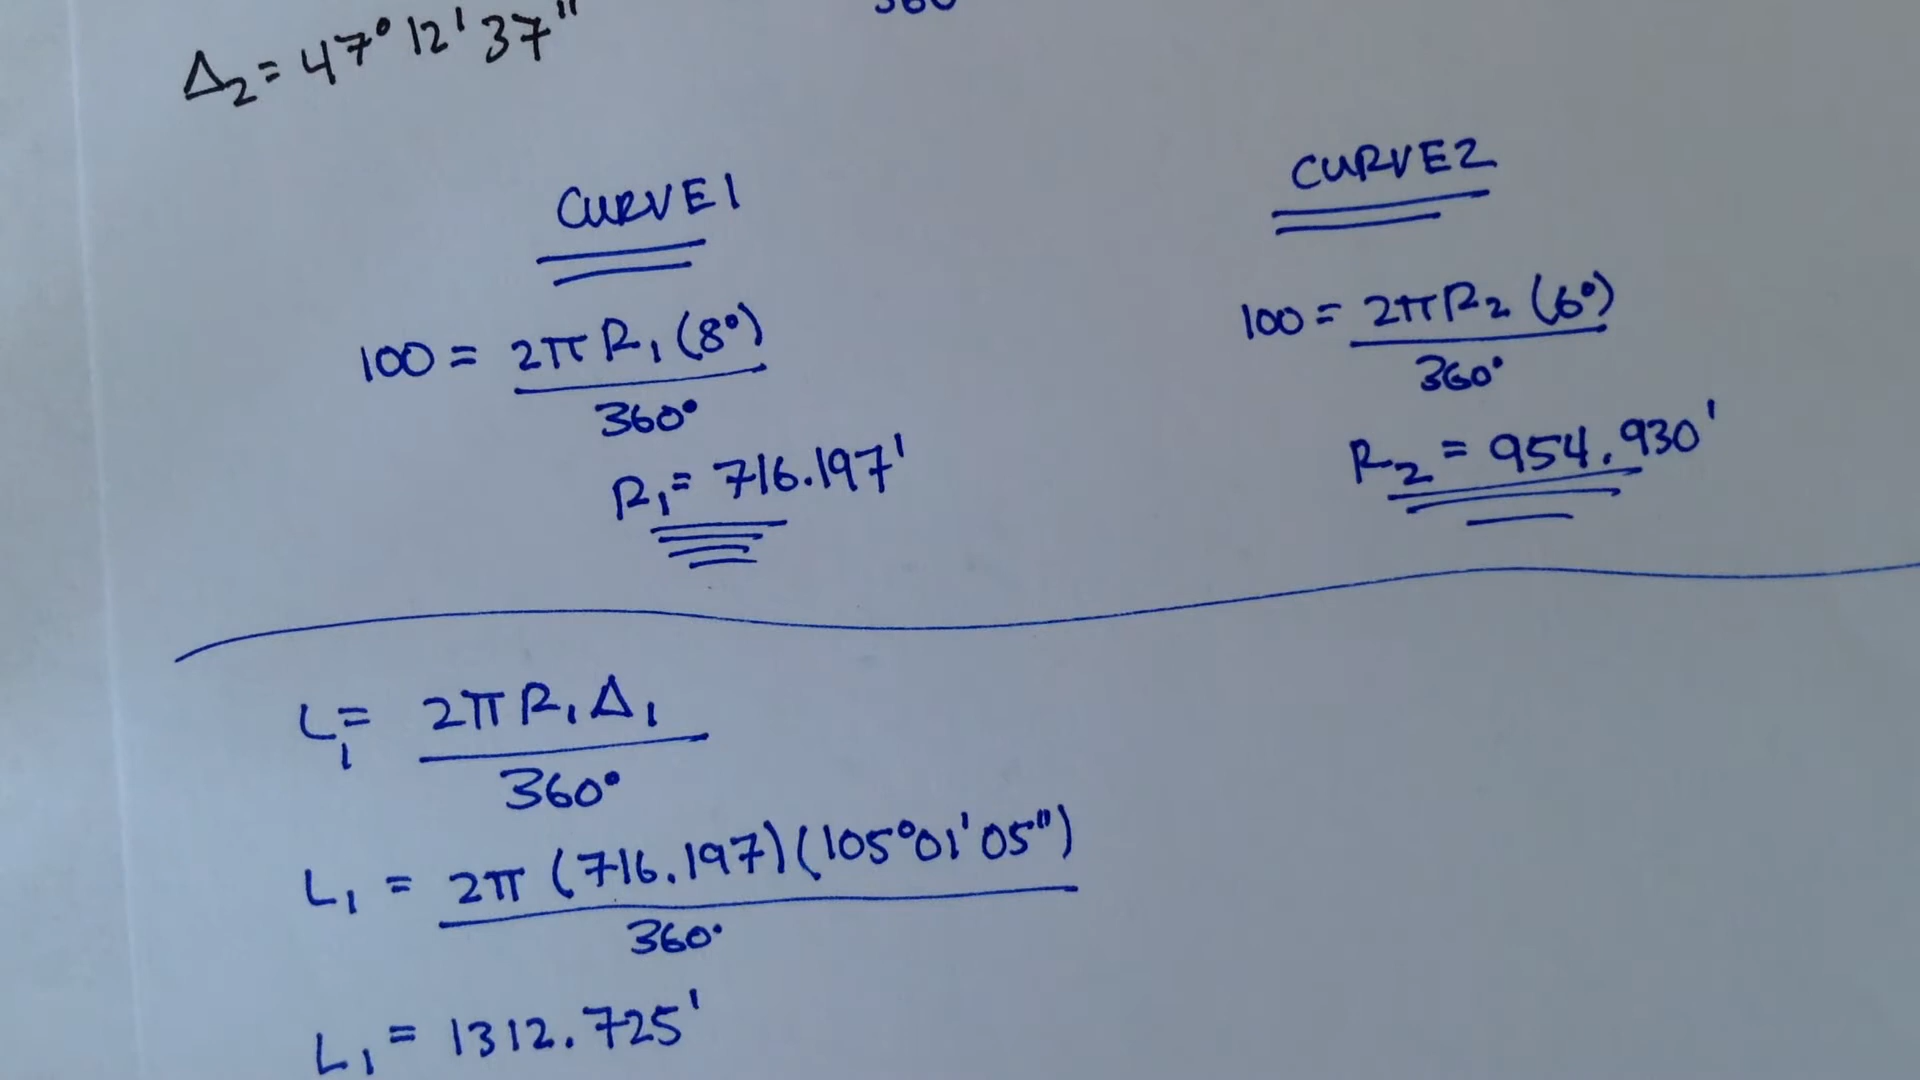 Δ₂ = 47° 12' 37"
360
CURVE 1
100 = 2πR₁(8°)
360°
R₁ = 716.197'
CURVE 2
100 = 2πR₂(6°)
360°
R₂ = 954.930'
L₁ = 2πR₁Δ₁
360°
L₁ = 2π(716.197)(105°01'05")
360°
L₁ = 1312.725'